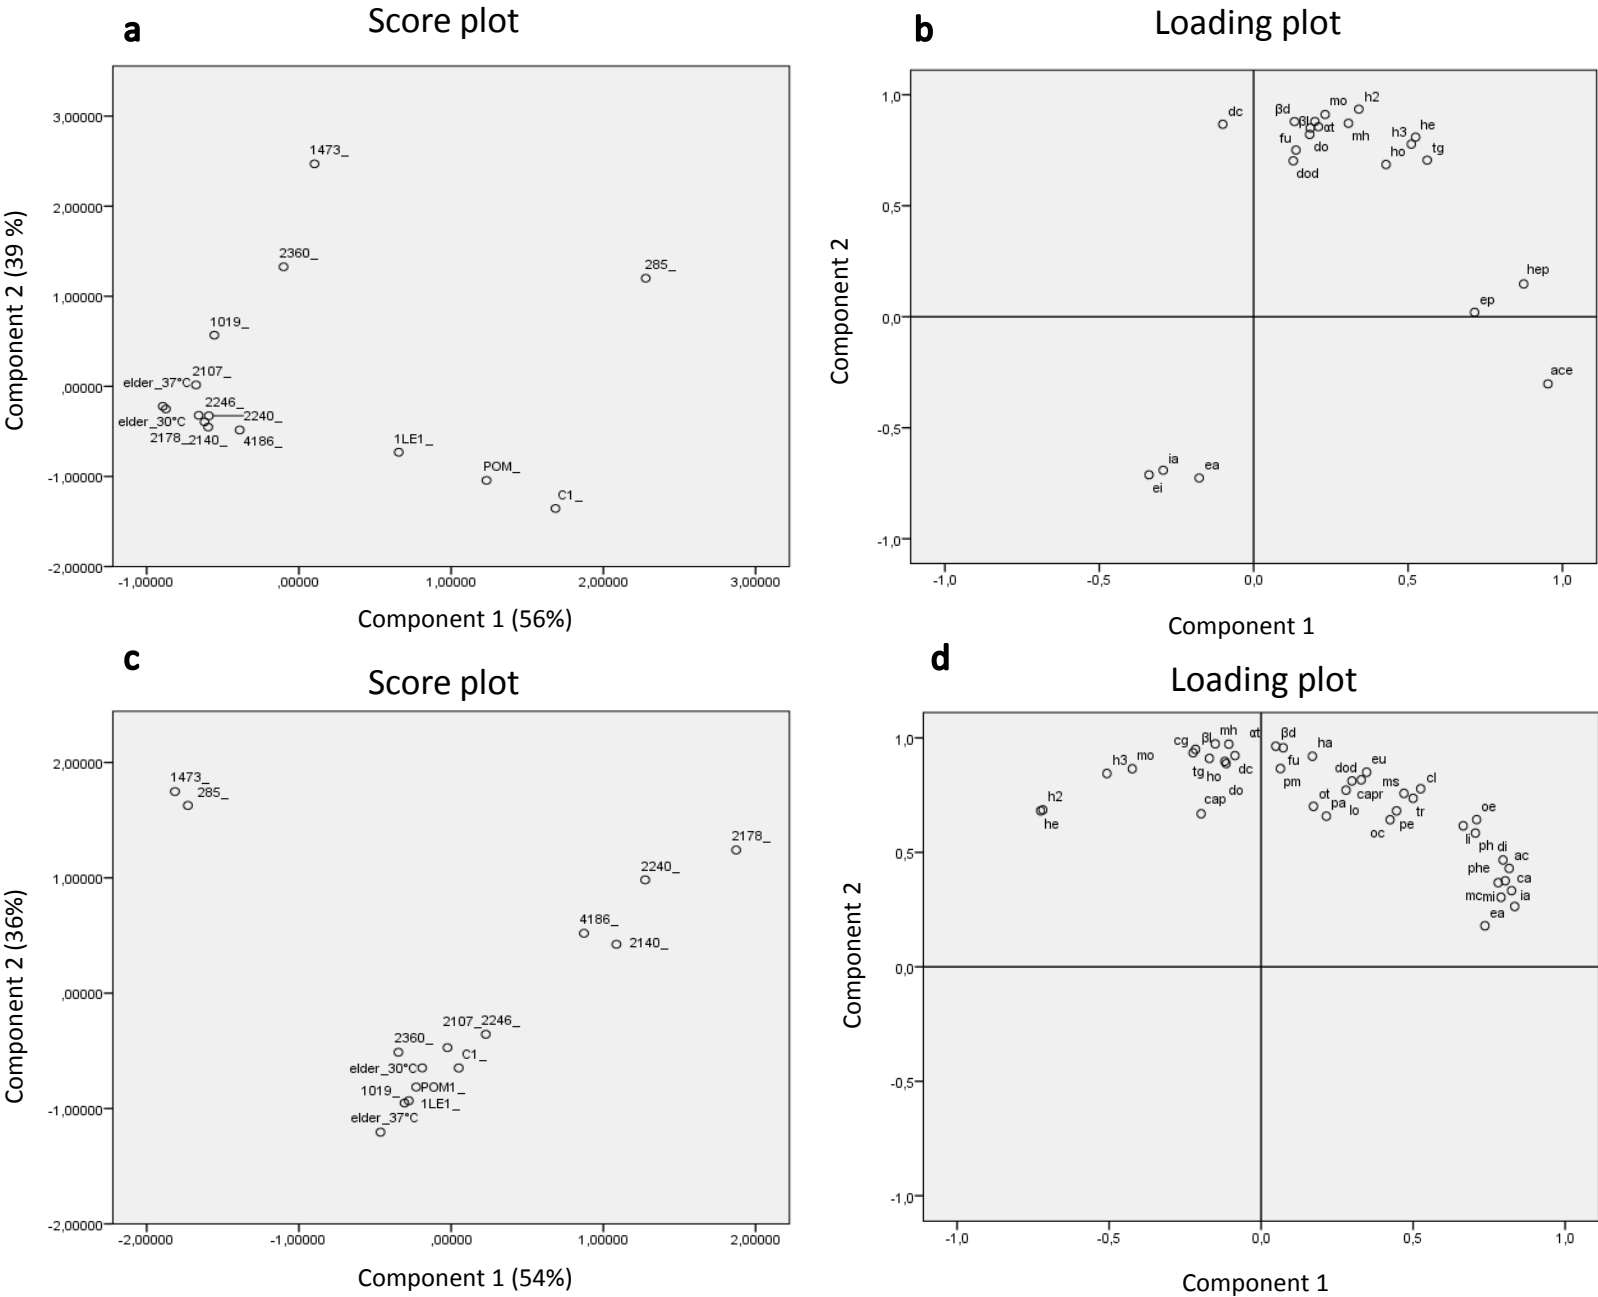 a
Score plot
Component 2 (39 %)
3,00000
2,00000
1,00000
,00000
-1,00000
-2,00000
1473_
2360_
285_
1019_
2107_
elder_37°C
2246_
elder_30°C
2240_
2178_
2140_
4186_
1LE1_
POM_
C1_
-1,00000
,00000
1,00000
2,00000
3,00000
Component 1 (56%)
b
Loading plot
Component 2
1,0
0,5
0,0
-0,5
-1,0
dc
βd
mo
h2
βl
αt
fu
do
mh
h3
he
ho
tg
dod
hep
ep
ace
ia
ea
ei
-1,0
-0,5
0,0
0,5
1,0
Component 1
c
Score plot
Component 2 (36%)
2,00000
1,00000
,00000
-1,00000
-2,00000
1473_
285_
2178_
2240_
4186_
2140_
2107_
2246_
2360_
C1_
elder_30°C
1019_
POM1_
1LE1_
elder_37°C
-2,00000
-1,00000
,00000
1,00000
2,00000
Component 1 (54%)
d
Loading plot
Component 2
1,0
0,5
0,0
-0,5
-1,0
h3
mo
cg
βl
mh
αt
βd
ha
tg
ho
dc
fu
do
pm
cap
h2
he
dod
eu
ms
cl
ot
pa
capr
lo
tr
oc
pe
oe
li
ph
di
ac
phe
ca
mc
mi
ia
ea
-1,0
-0,5
0,0
0,5
1,0
Component 1